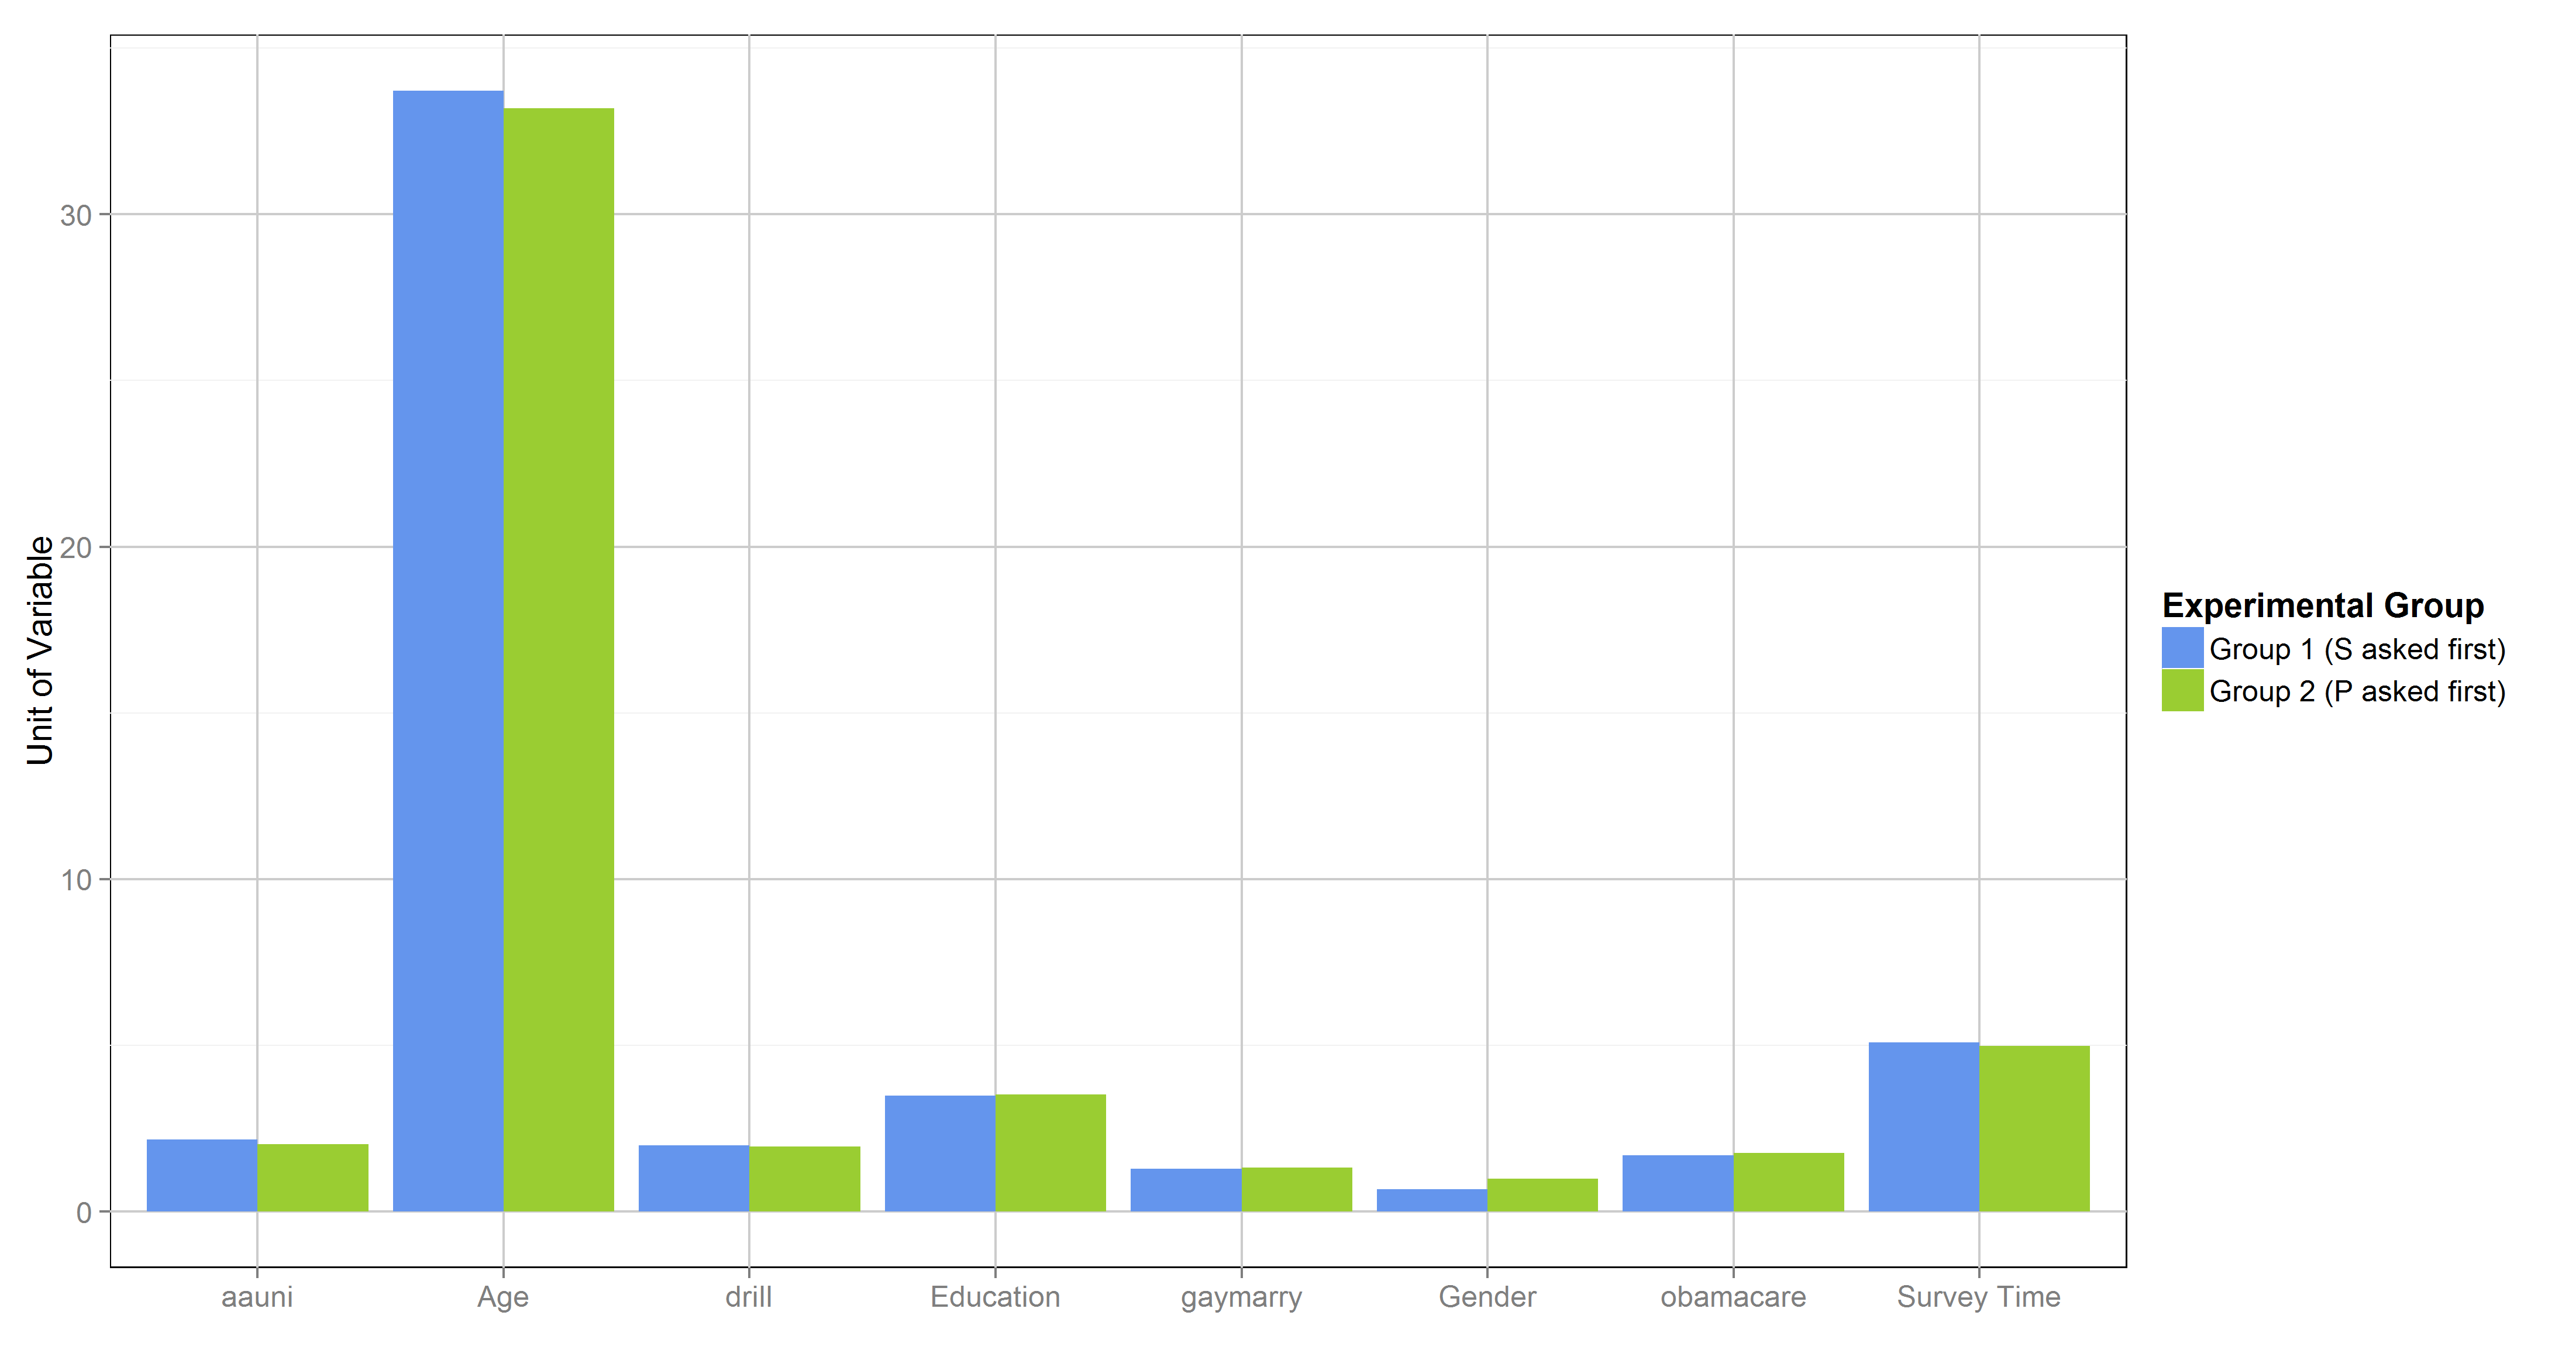 Unit of Variable
30
20
10
0
aauni
Age
drill
Education
gaymarry
Gender
obamacare
Survey Time
Experimental Group
Group 1 (S asked first)
Group 2 (P asked first)